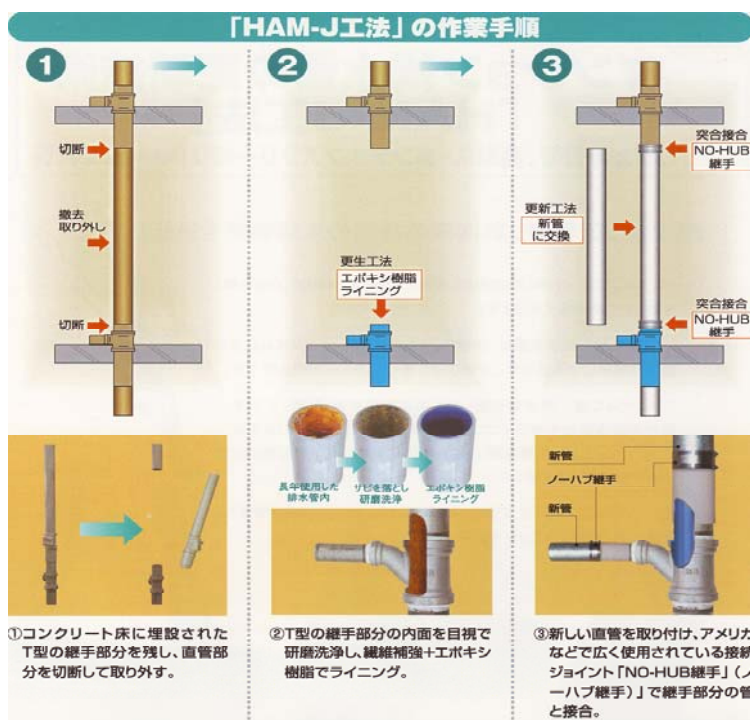 「HAM-J工法」の作業手順
1
切断
撤去
取り外し
切断
2
更生工法
エポキシ樹脂
ライニング
長年使用した
排水管内
サビを落とし
研磨洗浄
エポキシ樹脂
ライニング
3
突合接合
NO-HUB
継手
更新工法
新管
に交換
突合接合
NO-HUB
継手
新管
ノーハブ継手
新管
①コンクリート床に埋設された
T型の継手部分を残し、直管部
分を切断して取り外す。
②T型の継手部分の内面を目視で
研磨洗浄し、繊維補強+エポキシ
樹脂でライニング。
③新しい直管を取り付け、アメリカ
などで広く使用されている接続
ジョイント「NO-HUB継手」(ノ
ーハブ継手)」で継手部分の管
と接合。